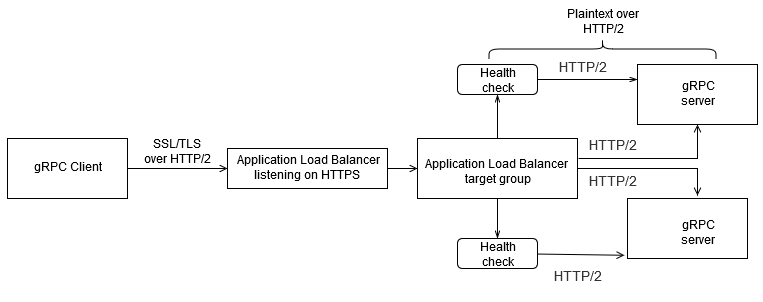 Plaintext over
HTTP/2
Health
check
HTTP/2
gRPC
server
SSL/TLS
over HTTP/2
gRPC Client
Application Load Balancer
listening on HTTPS
Application Load Balancer
target group
HTTP/2
HTTP/2
gRPC
server
Health
check
HTTP/2